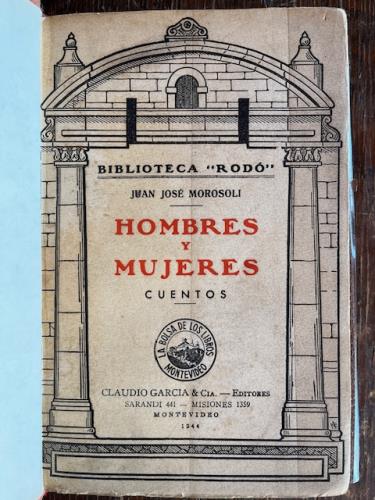 BIBLIOTECA "RODÓ"
JUAN JOSÉ MOROSOLI
HOMBRES
Y
MUJERES
CUENTOS
LA BOLSA DE LOS LIBROS
MONTEVIDEO
CLAUDIO GARCIA & CIA. — EDITORES
SARANDI 441 — MISIONES 1359
MONTEVIDEO
1944